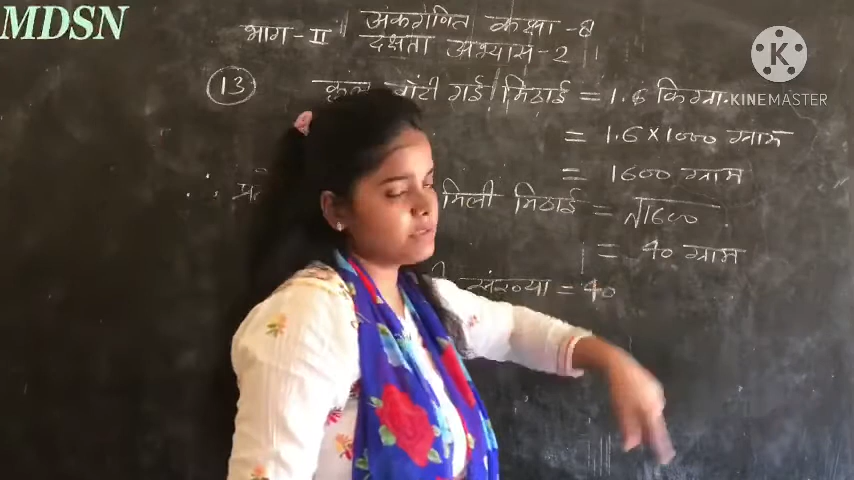 MDSN
भाग-II अंकगणित कक्षा-8
दक्षता अभ्यास-2
K
KINEMASTER
13 कुल बाँटी गई मिठाई = 1.6 किग्रा.
= 1.6×1000 ग्राम
= 1600 ग्राम
∴ मिली मिठाई = √1600
= 40 ग्राम
संख्या = 40